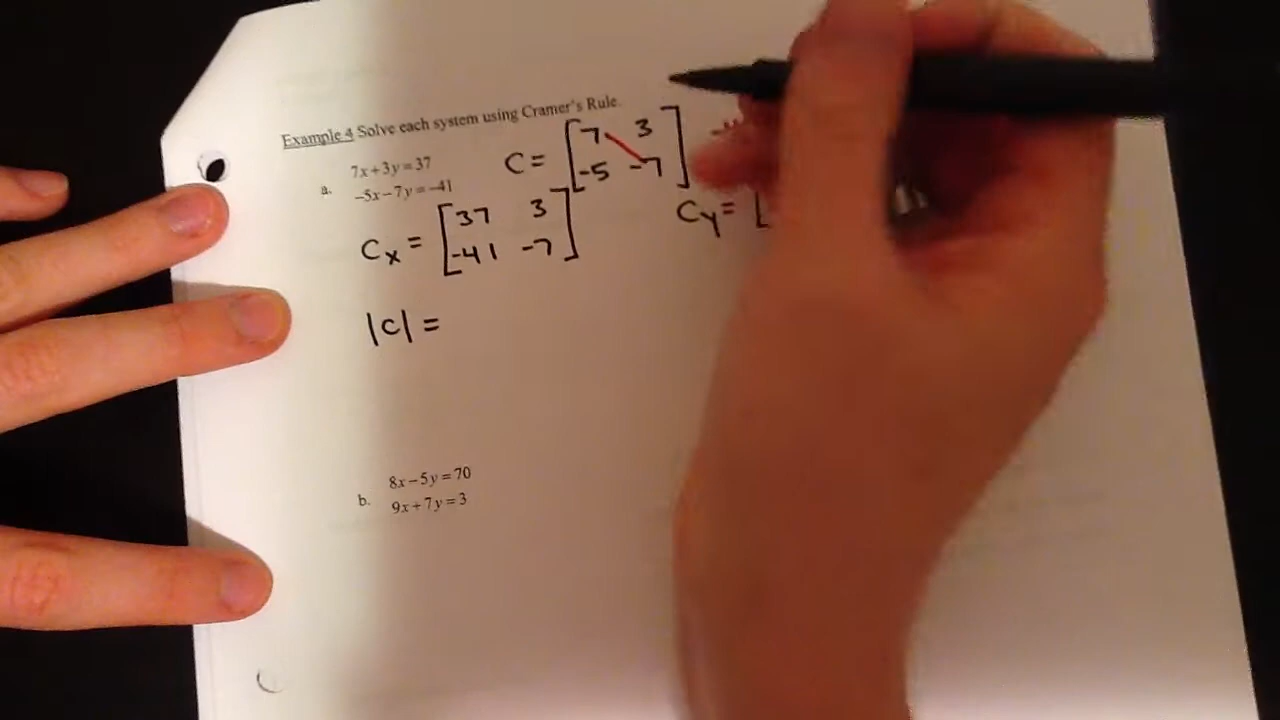 Example 4 Solve each system using Cramer's Rule.
a. 7x+3y=37
-5x-7y=-41
C = [7 3
-5 -7]
Cx = [37 3
-41 -7]
Cy = [
|C| =
b. 8x-5y=70
9x+7y=3